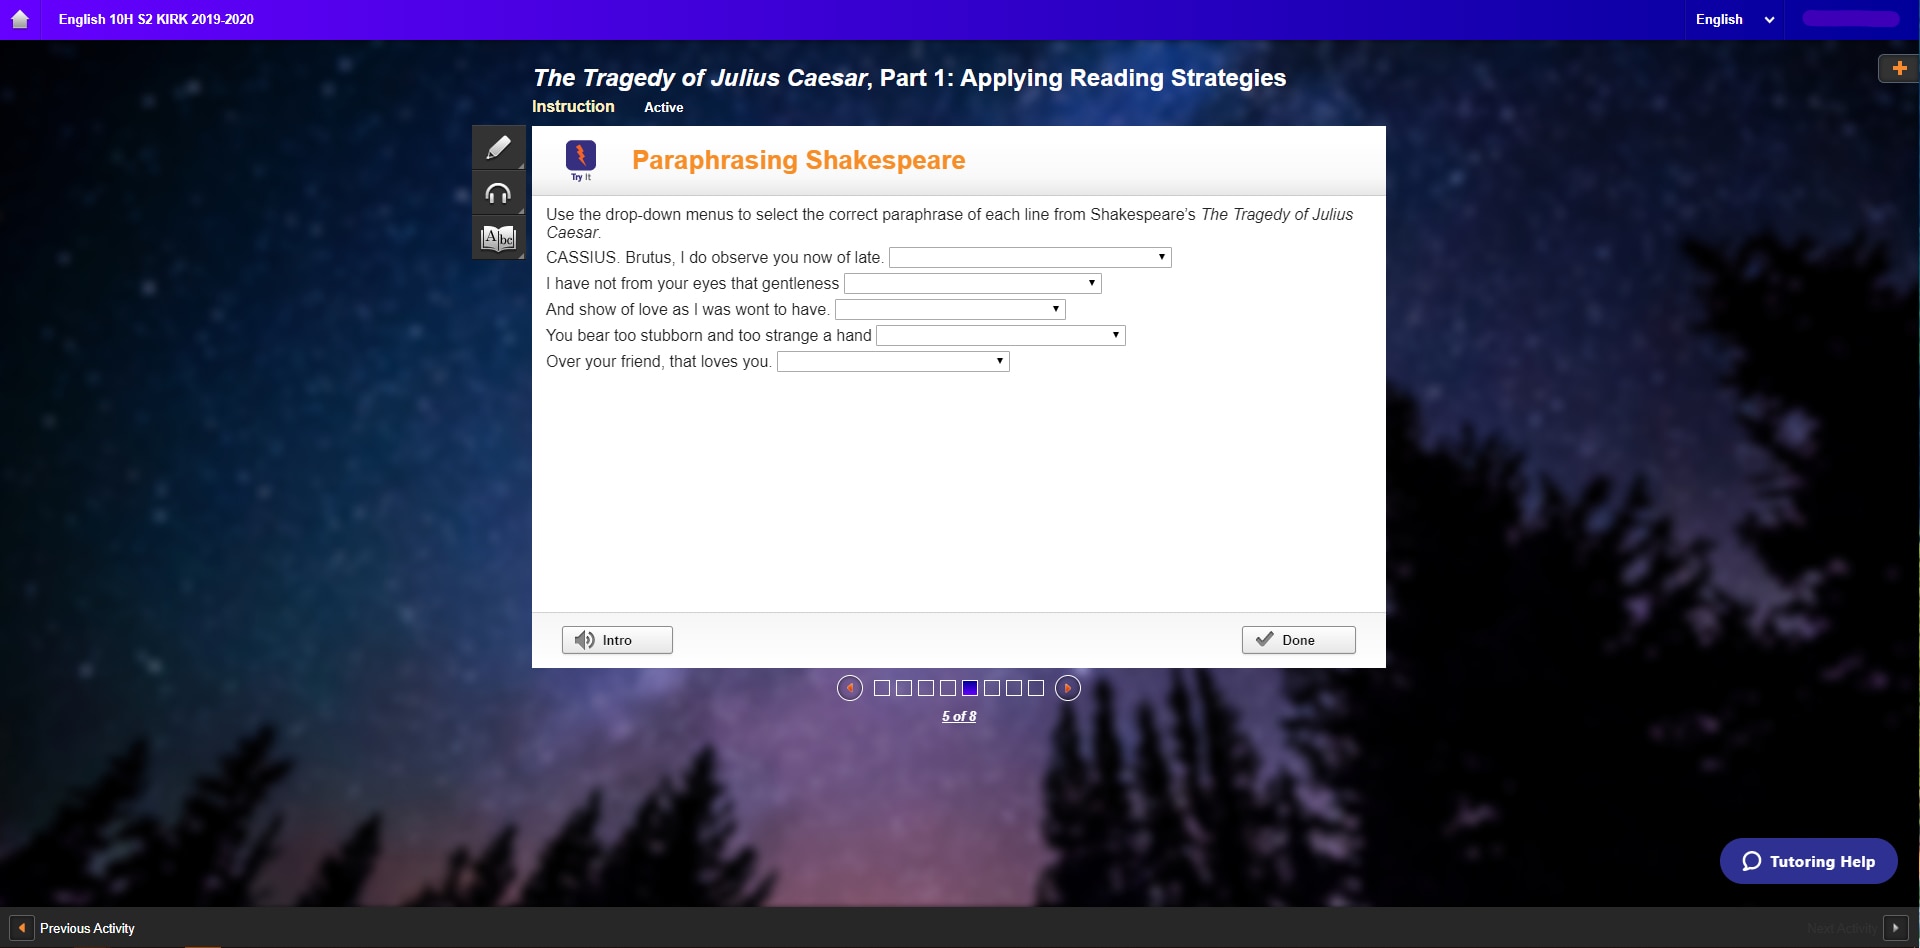 English 10H S2 KIRK 2019-2020
English
The Tragedy of Julius Caesar, Part 1: Applying Reading Strategies
Instruction
Active
Try It
Paraphrasing Shakespeare
Abc
Use the drop-down menus to select the correct paraphrase of each line from Shakespeare’s The Tragedy of Julius
Caesar.
CASSIUS. Brutus, I do observe you now of late.
I have not from your eyes that gentleness
And show of love as I was wont to have.
You bear too stubborn and too strange a hand
Over your friend, that loves you.
Intro
Done
5 of 8
Tutoring Help
Previous Activity
Next Activity